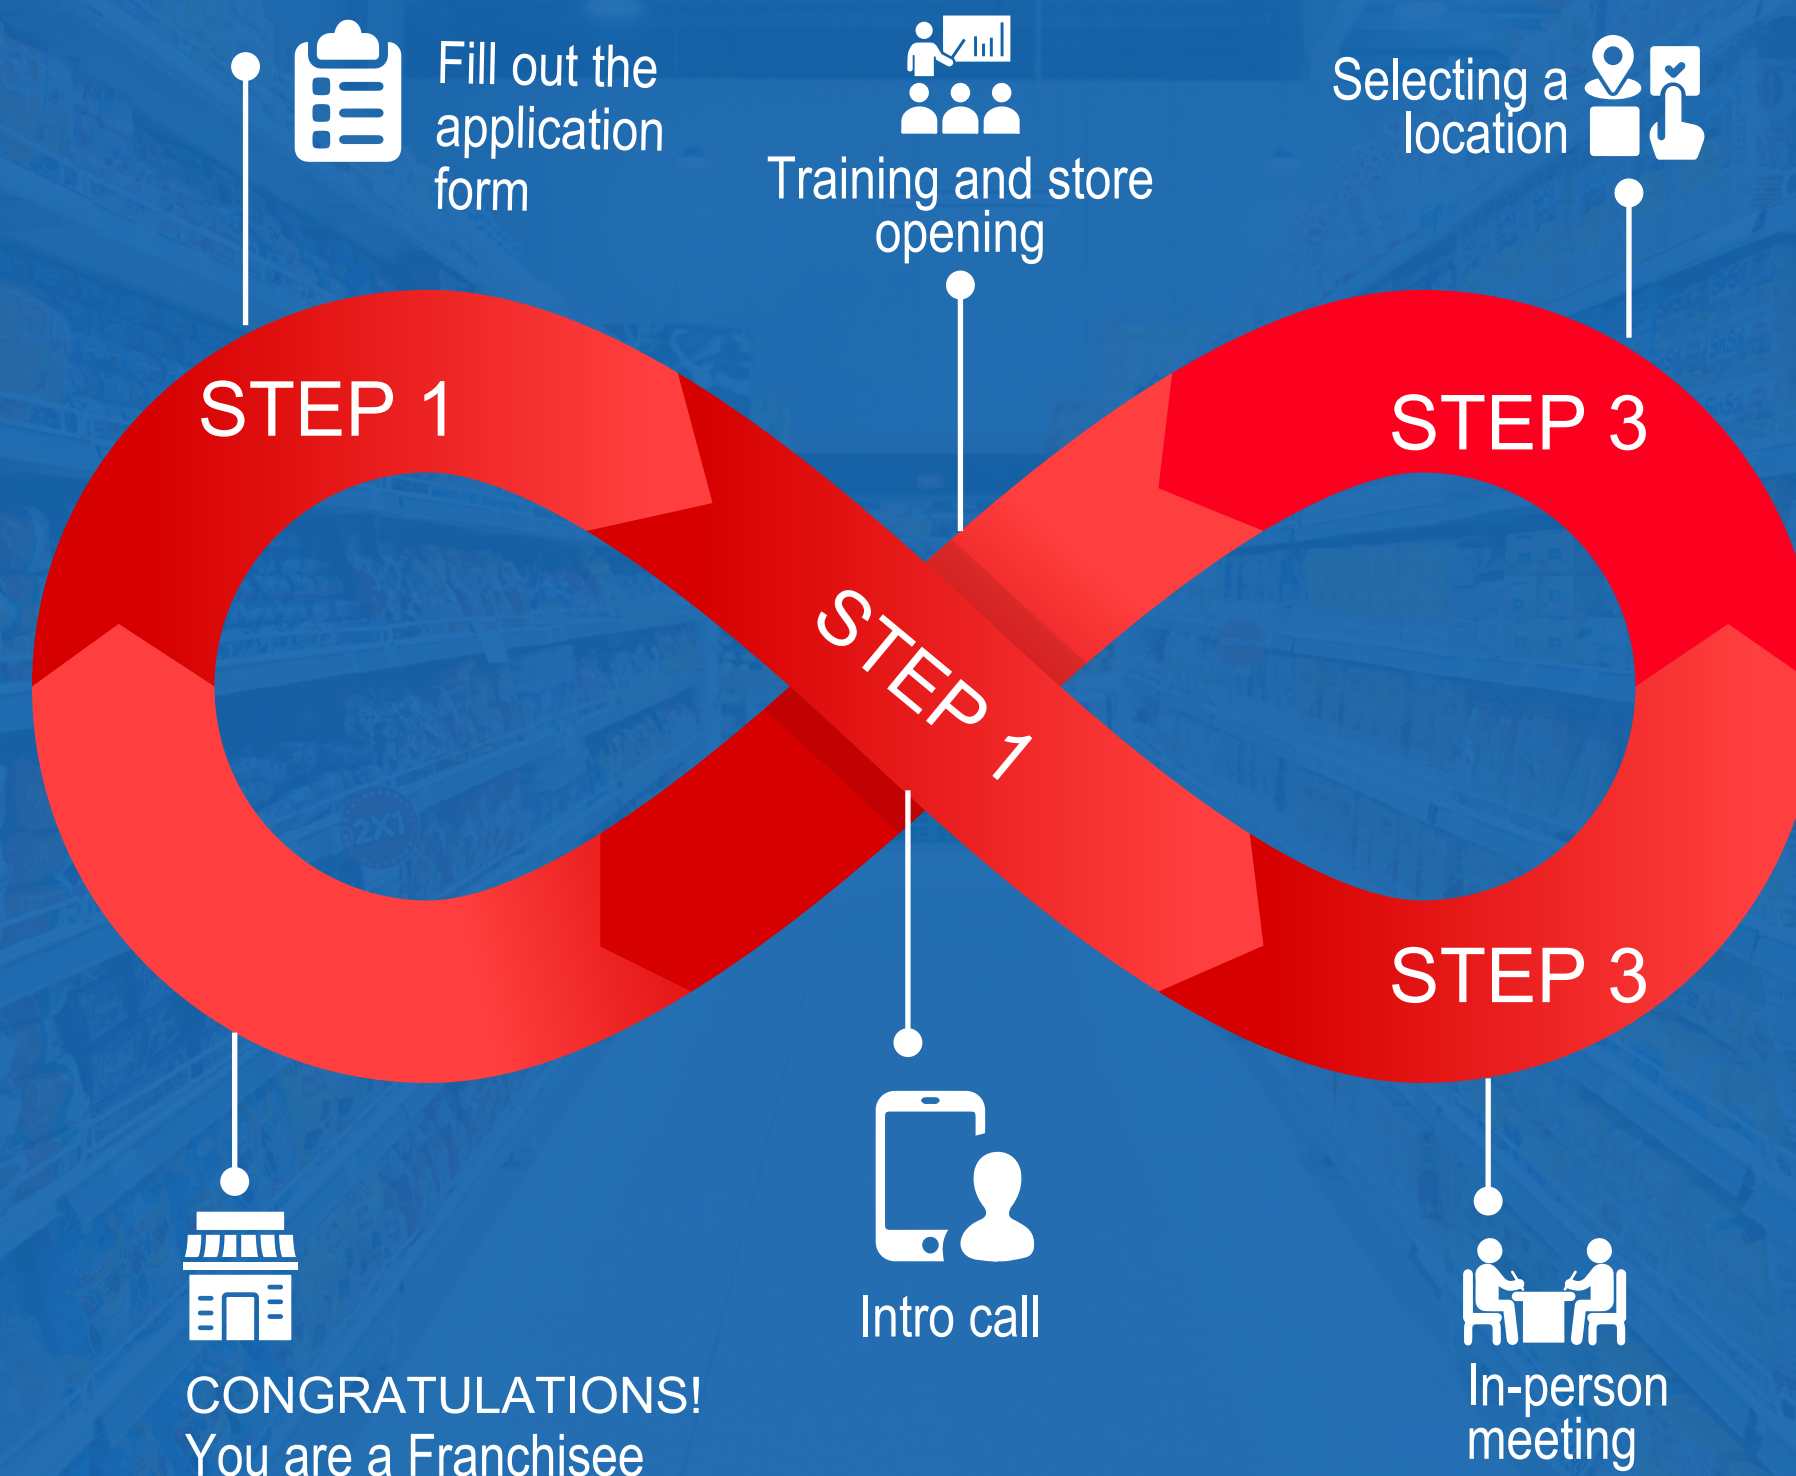 Fill out the
application
form
Training and store
opening
Selecting a
location
STEP 1
STEP 3
STEP 1
STEP 3
2X1
Intro call
In-person
meeting
CONGRATULATIONS!
You are a Franchisee